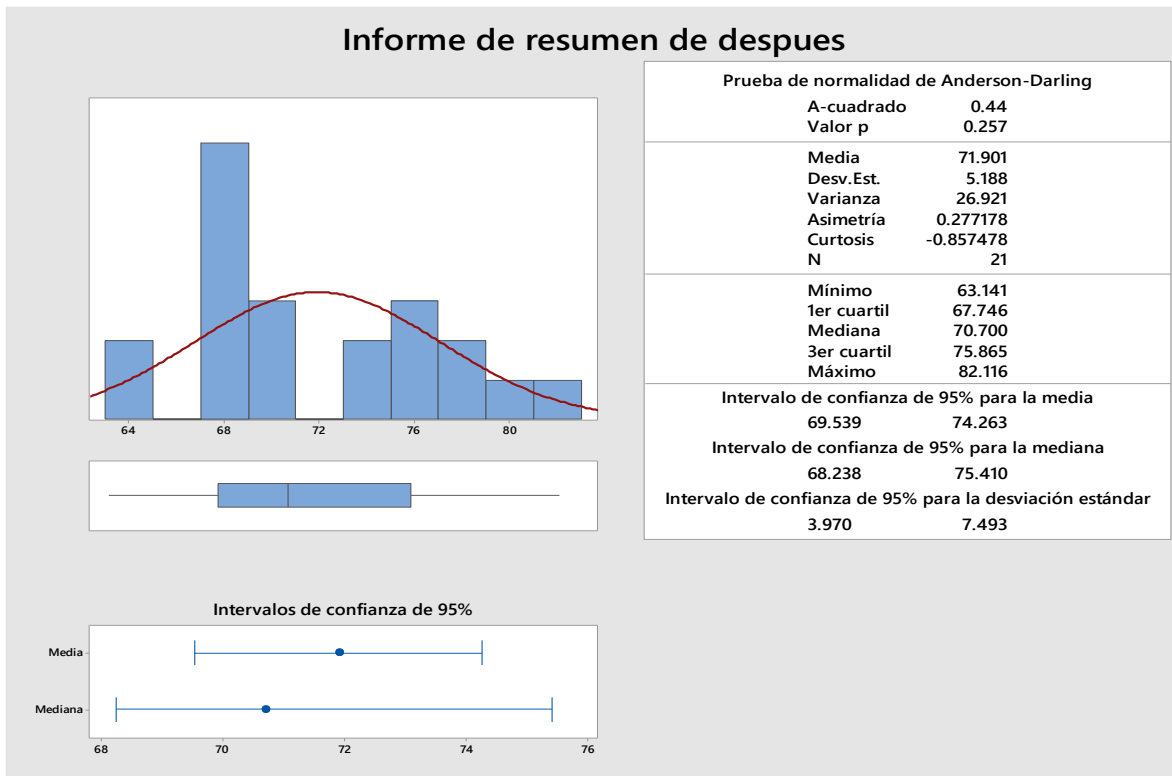 Informe de resumen de despues
64 68 72 76 80
Prueba de normalidad de Anderson-Darling
A-cuadrado 0.44
Valor p 0.257
Media 71.901
Desv.Est. 5.188
Varianza 26.921
Asimetría 0.277178
Curtosis -0.857478
N 21
Mínimo 63.141
1er cuartil 67.746
Mediana 70.700
3er cuartil 75.865
Máximo 82.116
Intervalo de confianza de 95% para la media
69.539 74.263
Intervalo de confianza de 95% para la mediana
68.238 75.410
Intervalo de confianza de 95% para la desviación estándar
3.970 7.493
Intervalos de confianza de 95%
Media
Mediana
68 70 72 74 76